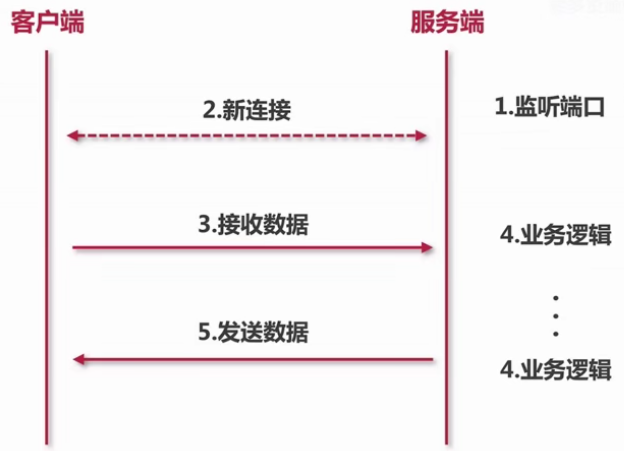 客户端
服务端
2.新连接
1.监听端口
3.接收数据
4.业务逻辑
5.发送数据
4.业务逻辑